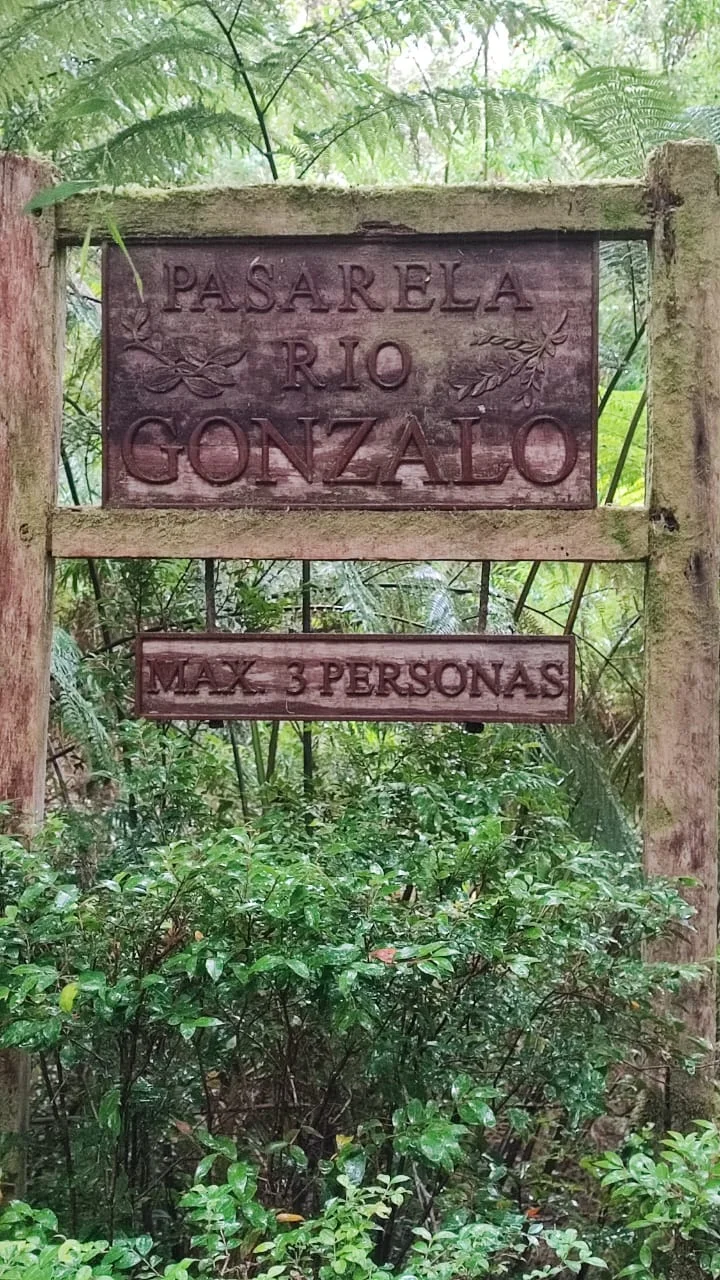 PASARELA
RIO
GONZALO
MAX. 3 PERSONAS